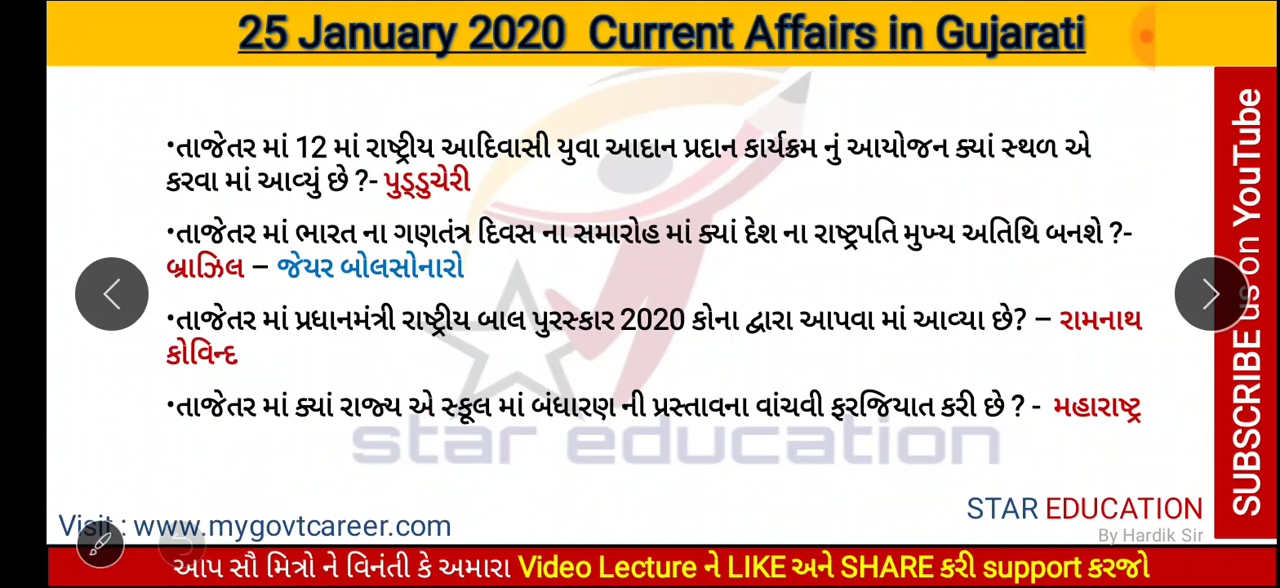 25 January 2020 Current Affairs in Gujarati
•તાજેતર માં 12 માં રાષ્ટ્રીય આદિવાસી યુવા આદાન પ્રદાન કાર્યક્રમ નું આયોજન ક્યાં સ્થળ એ
કરવા માં આવ્યું છે ?- પુડ્ડુચેરી
•તાજેતર માં ભારત ના ગણતંત્ર દિવસ ના સમારોહ માં ક્યાં દેશ ના રાષ્ટ્રપતિ મુખ્ય અતિથિ બનશે ?-
બ્રાઝિલ – જેયર બોલસોનારો
•તાજેતર માં પ્રધાનમંત્રી રાષ્ટ્રીય બાલ પુરસ્કાર 2020 કોના દ્વારા આપવા માં આવ્યા છે? – રામનાથ
કોવિન્દ
•તાજેતર માં ક્યાં રાજ્ય એ સ્કૂલ માં બંધારણ ની પ્રસ્તાવના વાંચવી ફરજિયાત કરી છે ? - મહારાષ્ટ્ર
star education
STAR EDUCATION
By Hardik Sir
Visit : www.mygovtcareer.com
SUBSCRIBE us on YouTube
આપ સૌ મિત્રો ને વિનંતી કે અમારા Video Lecture ને LIKE અને SHARE કરી support કરજો